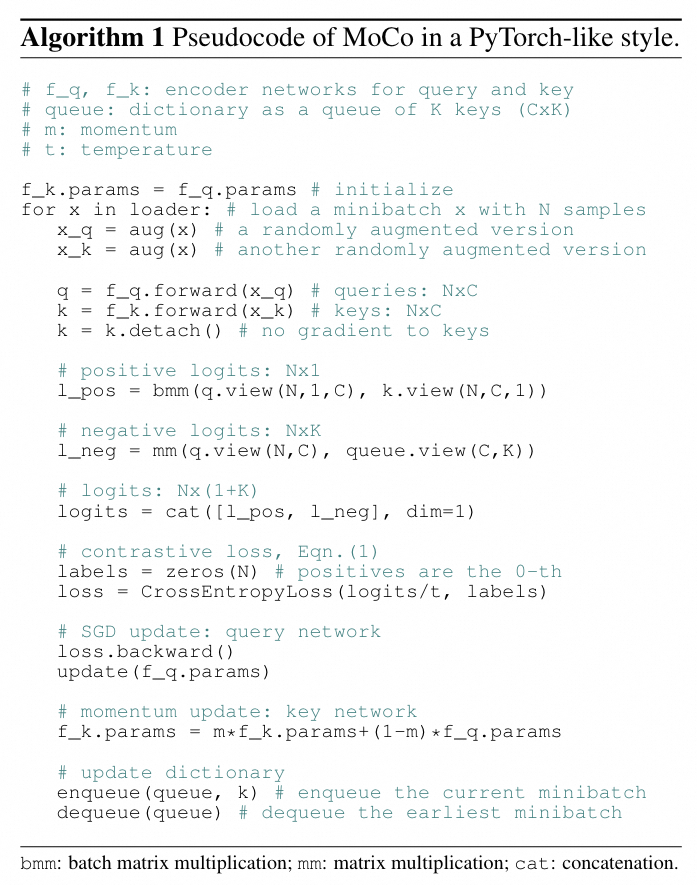 Algorithm 1 Pseudocode of MoCo in a PyTorch-like style.
# f_q, f_k: encoder networks for query and key
# queue: dictionary as a queue of K keys (CxK)
# m: momentum
# t: temperature
f_k.params = f_q.params # initialize
for x in loader: # load a minibatch x with N samples
x_q = aug(x) # a randomly augmented version
x_k = aug(x) # another randomly augmented version
q = f_q.forward(x_q) # queries: NxC
k = f_k.forward(x_k) # keys: NxC
k = k.detach() # no gradient to keys
# positive logits: Nx1
l_pos = bmm(q.view(N,1,C), k.view(N,C,1))
# negative logits: NxK
l_neg = mm(q.view(N,C), queue.view(C,K))
# logits: Nx(1+K)
logits = cat([l_pos, l_neg], dim=1)
# contrastive loss, Eqn.(1)
labels = zeros(N) # positives are the 0-th
loss = CrossEntropyLoss(logits/t, labels)
# SGD update: query network
loss.backward()
update(f_q.params)
# momentum update: key network
f_k.params = m*f_k.params+(1-m)*f_q.params
# update dictionary
enqueue(queue, k) # enqueue the current minibatch
dequeue(queue) # dequeue the earliest minibatch
bmm: batch matrix multiplication; mm: matrix multiplication; cat: concatenation.